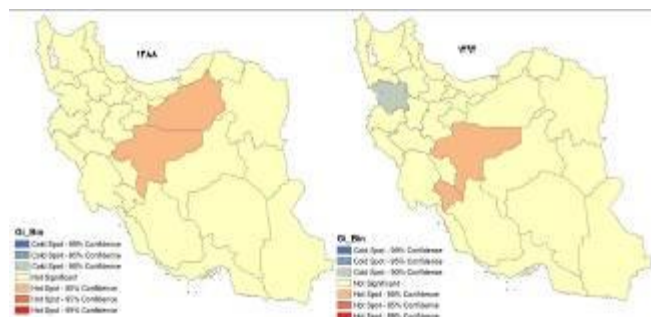 ۱۳۸۸
Gi_Bin
Cold Spot - 99% Confidence
Cold Spot - 95% Confidence
Cold Spot - 90% Confidence
Not Significant
Hot Spot - 90% Confidence
Hot Spot - 95% Confidence
Hot Spot - 99% Confidence
Gi_Bin
Cold Spot - 99% Confidence
Cold Spot - 95% Confidence
Cold Spot - 90% Confidence
Not Significant
Hot Spot - 90% Confidence
Hot Spot - 95% Confidence
Hot Spot - 99% Confidence